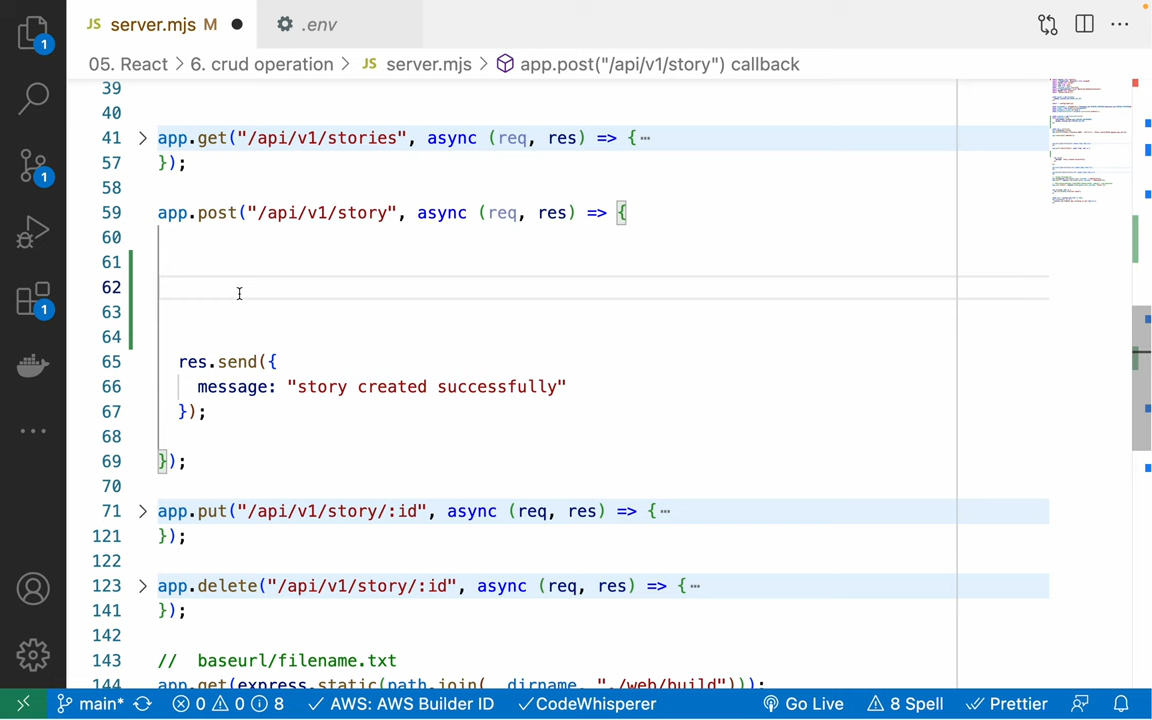 JS server.mjs M ● .env
05. React > 6. crud operation > JS server.mjs > app.post("/api/v1/story") callback
39
40
41 > app.get("/api/v1/stories", async (req, res) => {⋯
57 });
58
59 app.post("/api/v1/story", async (req, res) => {
60
61
62
63
64
65 res.send({
66 message: "story created successfully"
67 });
68
69 });
70
71 > app.put("/api/v1/story/:id", async (req, res) => {⋯
121 });
122
123 > app.delete("/api/v1/story/:id", async (req, res) => {⋯
141 });
142
143 // baseurl/filename.txt
144 app.get(express.static(path.join(__dirname, "./web/build")));
1
1
1
main* 0 0 8 AWS: AWS Builder ID CodeWhisperer Go Live 8 Spell Prettier